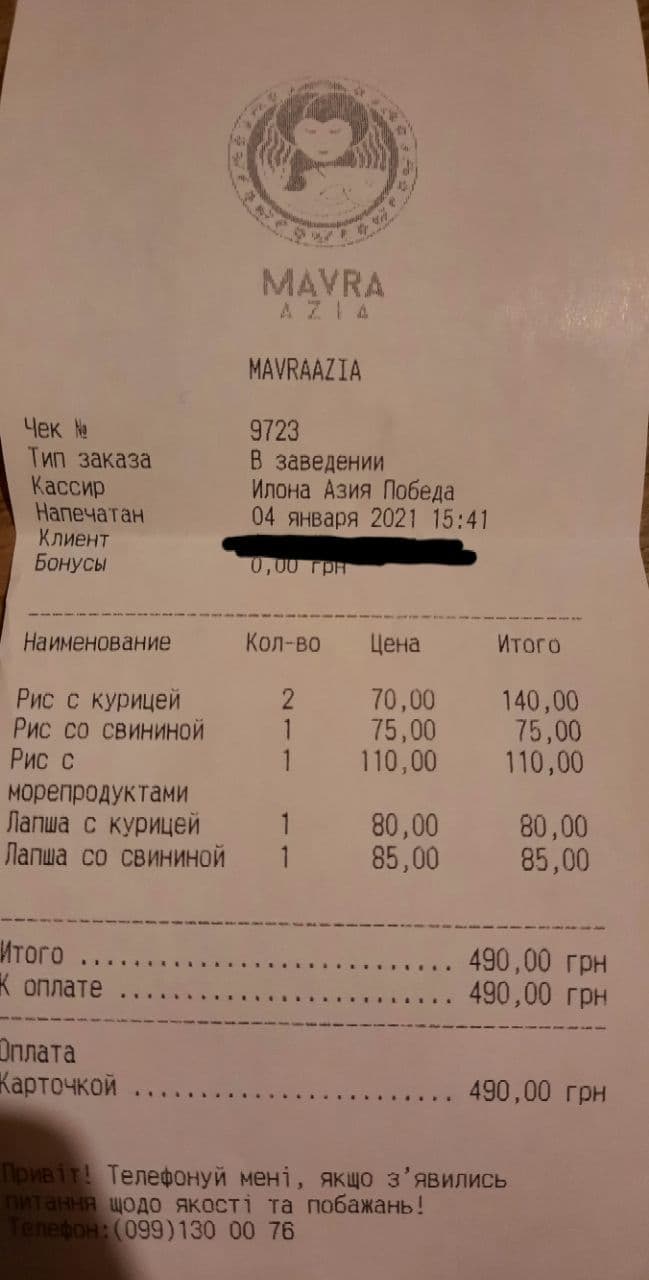 MAVRA
AZIA
MAVRAAZIA
Чек № 9723
Тип заказа В заведении
Кассир Илона Азия Победа
Напечатан 04 января 2021 15:41
Клиент
Бонусы 0,00 грн
Наименование Кол-во Цена Итого
Рис с курицей 2 70,00 140,00
Рис со свининой 1 75,00 75,00
Рис с 1 110,00 110,00
морепродуктами
Лапша с курицей 1 80,00 80,00
Лапша со свининой 1 85,00 85,00
Итого .............................. 490,00 грн
К оплате ........................... 490,00 грн
Оплата
Карточкой .......................... 490,00 грн
Привіт! Телефонуй мені, якщо з'явились
питання щодо якості та побажань!
Телефон:(099)130 00 76